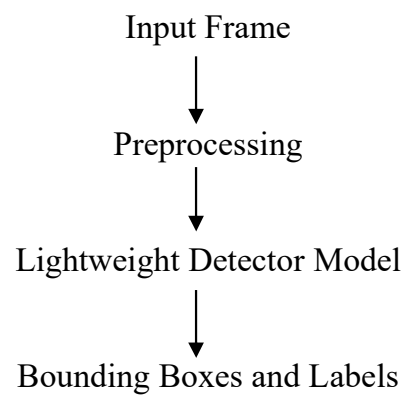 Input Frame
Preprocessing
Lightweight Detector Model
Bounding Boxes and Labels